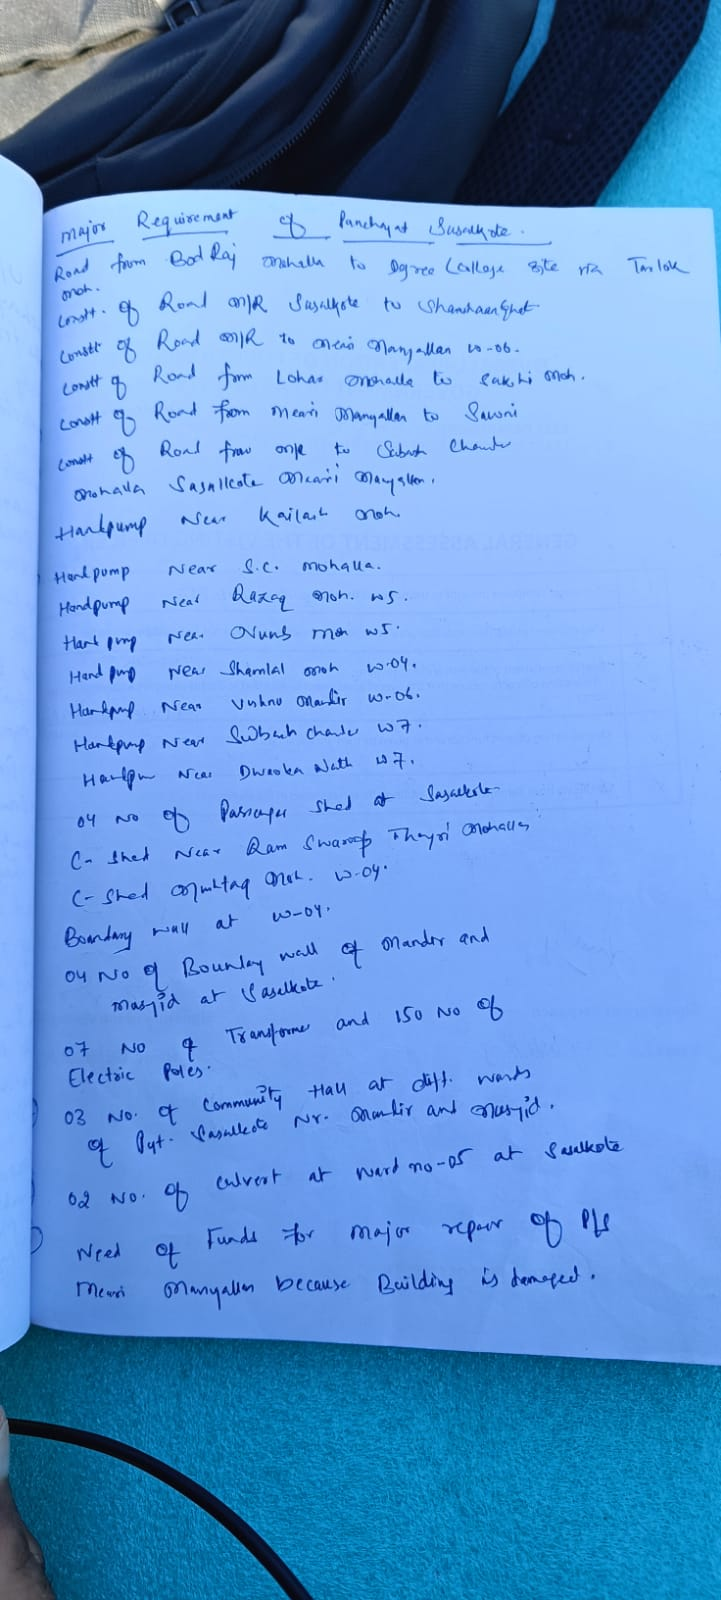 Major Requirement of Panchayat Sasalkote.
Road from Bod Raj Mohalla to Degree College Site via Tarlok
Moh.
Constt. of Road M/R Sasalkote to Shamshaanghat
Constt of Road M/R to Meari Manyallan W-06.
Constt of Road from Lohar Mohalla to Sakhi Moh.
Constt of Road from Meari Manyallan to Sawni
Constt of Road from M/R to Subash Chander
Mohalla Sasallkote Meari Manyallan.
Handpump Near Kailash Moh.
Hand pump Near S.C. Mohalla.
Handpump Near Razaq Moh. W5.
Hand pump Near Moh W5.
Hand pump Near Shamlal Moh W-04.
Handpump Near Vishnu Mandir W-06.
Handpump Near Subash Chander W7.
Handpump Near Dwarka Nath W7.
04 No of Passenger Shed at Sasalkote
C- Shed Near Ram Swaroop Mohalla
C- Shed Mushtaq Moh. W-04.
Boundary wall at W-04.
04 No of Boundary wall of Mandir and
Masjid at Sasalkote.
07 No of Transformer and 150 No of
Electric Poles.
03 No. of Community Hall at diff. wards
of Pyt. Sasalkote Nr. Mandir and Masjid.
02 No. of culvert at ward no-05 at Sasalkote
Need of Funds for major repair of P/S
Meari Manyallan because Building is damaged.